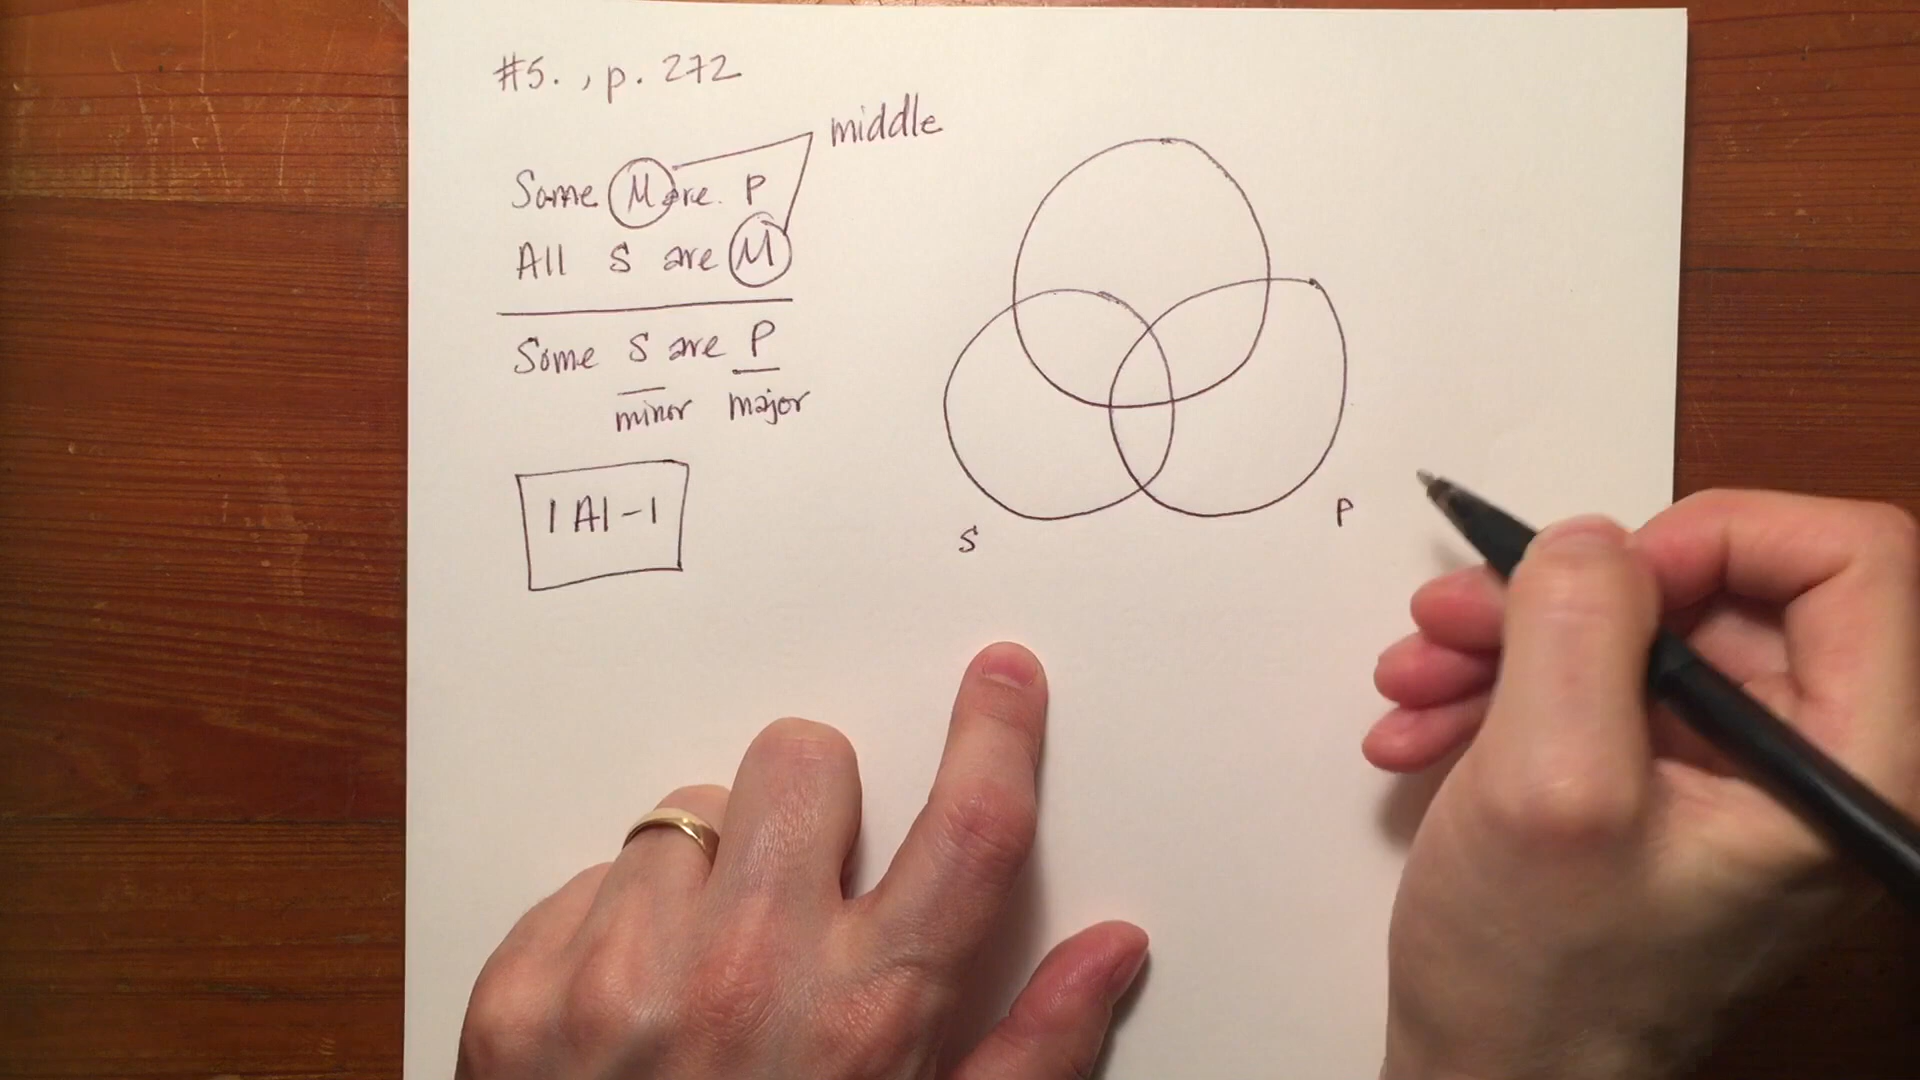 #5. , p. 272
middle
Some M are P
All S are M
Some S are P
minor major
IAI-1
S
P